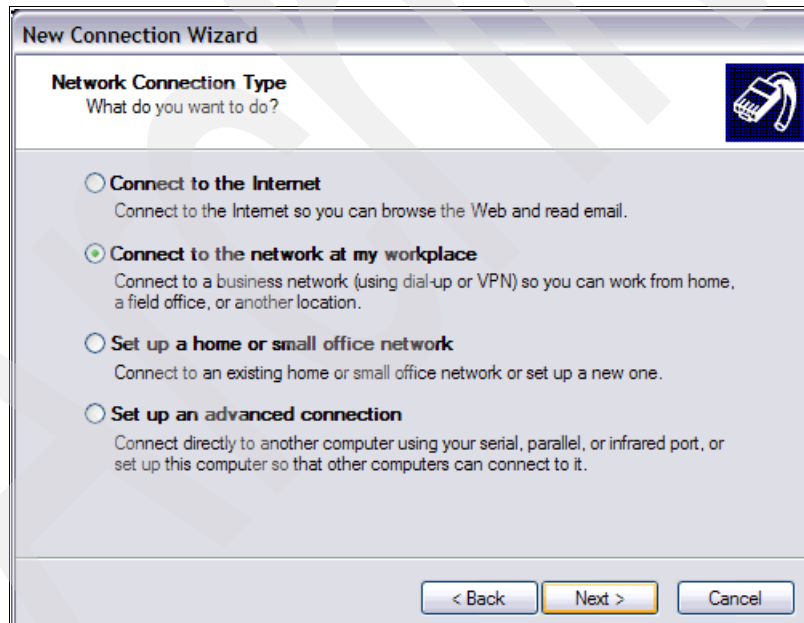 New Connection Wizard
Network Connection Type
What do you want to do?
Connect to the Internet
Connect to the Internet so you can browse the Web and read email.
Connect to the network at my workplace
Connect to a business network (using dial-up or VPN) so you can work from home,
a field office, or another location.
Set up a home or small office network
Connect to an existing home or small office network or set up a new one.
Set up an advanced connection
Connect directly to another computer using your serial, parallel, or infrared port, or
set up this computer so that other computers can connect to it.
< Back Next > Cancel